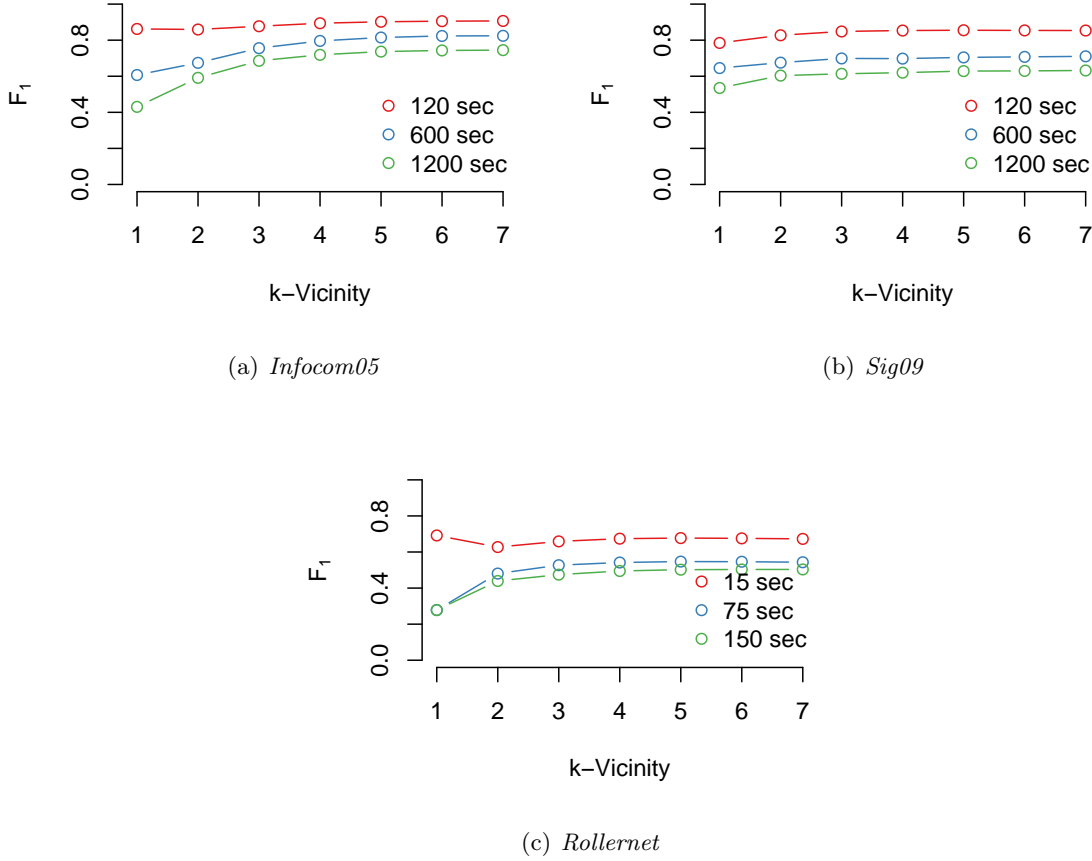 F1
0.0 0.4 0.8
120 sec
600 sec
1200 sec
1 2 3 4 5 6 7
k−Vicinity
(a) Infocom05
F1
0.0 0.4 0.8
120 sec
600 sec
1200 sec
1 2 3 4 5 6 7
k−Vicinity
(b) Sig09
F1
0.0 0.4 0.8
15 sec
75 sec
150 sec
1 2 3 4 5 6 7
k−Vicinity
(c) Rollernet